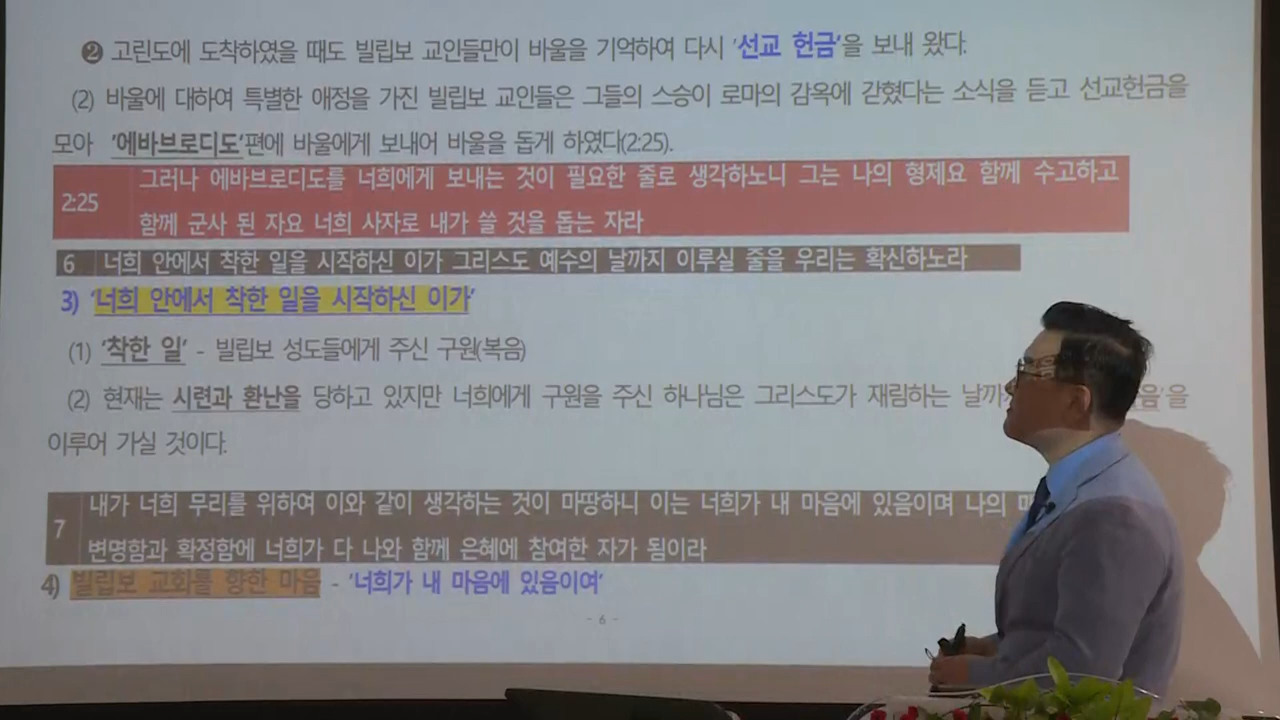 ❷ 고린도에 도착하였을 때도 빌립보 교인들만이 바울을 기억하여 다시 '선교 헌금'을 보내 왔다.
(2) 바울에 대하여 특별한 애정을 가진 빌립보 교인들은 그들의 스승이 로마의 감옥에 갇혔다는 소식을 듣고 선교헌금을
모아 '에바브로디도'편에 바울에게 보내어 바울을 돕게 하였다(2:25).
2:25 그러나 에바브로디도를 너희에게 보내는 것이 필요한 줄로 생각하노니 그는 나의 형제요 함께 수고하고
함께 군사 된 자요 너희 사자로 내가 쓸 것을 돕는 자라
6 너희 안에서 착한 일을 시작하신 이가 그리스도 예수의 날까지 이루실 줄을 우리는 확신하노라
3) '너희 안에서 착한 일을 시작하신 이가'
(1) '착한 일' - 빌립보 성도들에게 주신 구원(복음)
(2) 현재는 시련과 환난을 당하고 있지만 너희에게 구원을 주신 하나님은 그리스도가 재림하는 을
이루어 가실 것이다.
7 내가 너희 무리를 위하여 이와 같이 생각하는 것이 마땅하니 이는 너희가 내 마음에 있음이며 나의
변명함과 확정함에 너희가 다 나와 함께 은혜에 참여한 자가 됨이라
4) 빌립보 교회를 향한 마음 - '너희가 내 마음에 있음이여'
- 6 -